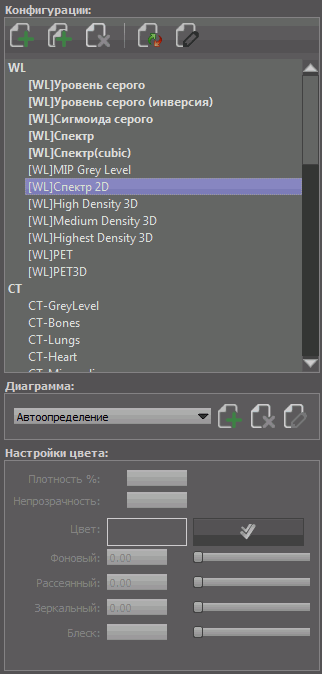 Конфигурации:
WL
[WL]Уровень серого
[WL]Уровень серого (инверсия)
[WL]Сигмоида серого
[WL]Спектр
[WL]Спектр(cubic)
[WL]MIP Grey Level
[WL]Спектр 2D
[WL]High Density 3D
[WL]Medium Density 3D
[WL]Highest Density 3D
[WL]PET
[WL]PET3D
CT
CT-GreyLevel
CT-Bones
CT-Lungs
CT-Heart
Диаграмма:
Автоопределение
Настройки цвета:
Плотность %:
Непрозрачность:
Цвет:
Фоновый: 0.00
Рассеянный: 0.00
Зеркальный: 0.00
Блеск: